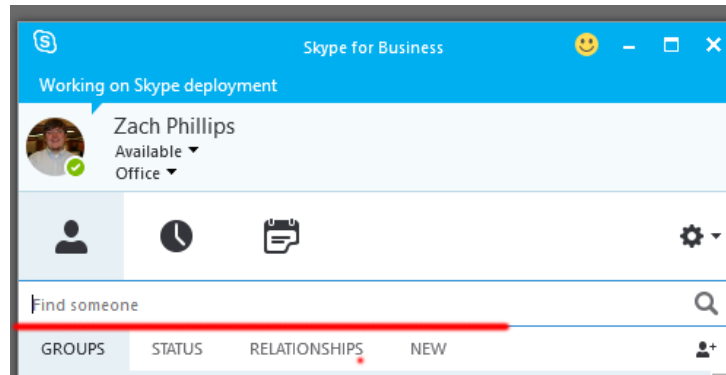 Skype for Business
Working on Skype deployment
Zach Phillips
Available
Office
Find someone
GROUPS STATUS RELATIONSHIPS NEW